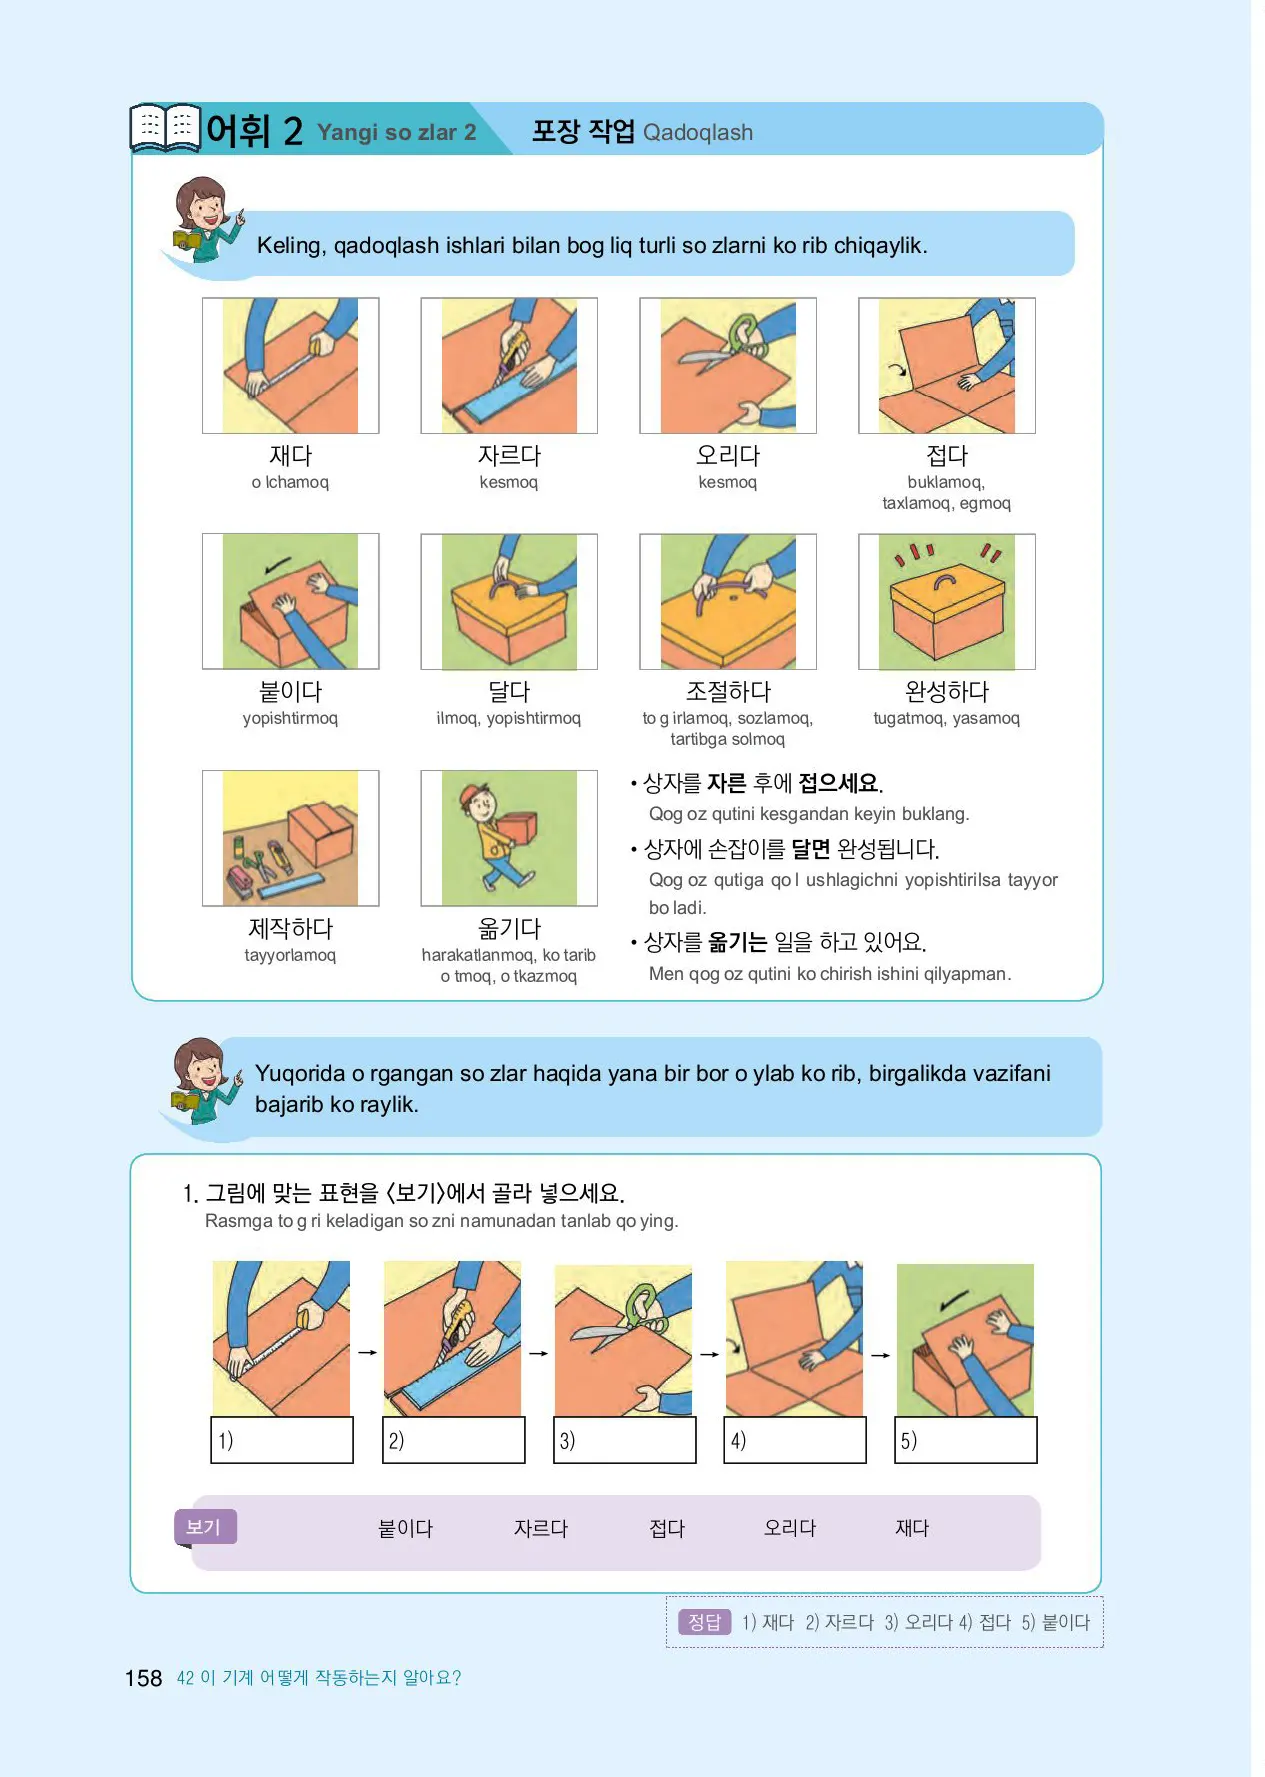 어휘 2 Yangi so zlar 2 포장 작업 Qadoqlash
Keling, qadoqlash ishlari bilan bog liq turli so zlarni ko rib chiqaylik.
재다 자르다 오리다 접다
o lchamoq kesmoq kesmoq buklamoq,
taxlamoq, egmoq
붙이다 달다 조절하다 완성하다
yopishtirmoq ilmoq, yopishtirmoq to g irlamoq, sozlamoq, tugatmoq, yasamoq
tartibga solmoq
제작하다 옮기다
tayyorlamoq harakatlanmoq, ko tarib
o tmoq, o tkazmoq
• 상자를 자른 후에 접으세요.
Qog oz qutini kesgandan keyin buklang.
• 상자에 손잡이를 달면 완성됩니다.
Qog oz qutiga qo l ushlagichni yopishtirilsa tayyor
bo ladi.
• 상자를 옮기는 일을 하고 있어요.
Men qog oz qutini ko chirish ishini qilyapman.
Yuqorida o rgangan so zlar haqida yana bir bor o ylab ko rib, birgalikda vazifani
bajarib ko raylik.
1. 그림에 맞는 표현을 〈보기〉에서 골라 넣으세요.
Rasmga to g ri keladigan so zni namunadan tanlab qo ying.
→ → → →
1) 2) 3) 4) 5)
보기 붙이다 자르다 접다 오리다 재다
정답 1) 재다 2) 자르다 3) 오리다 4) 접다 5) 붙이다
158 42 이 기계 어떻게 작동하는지 알아요?